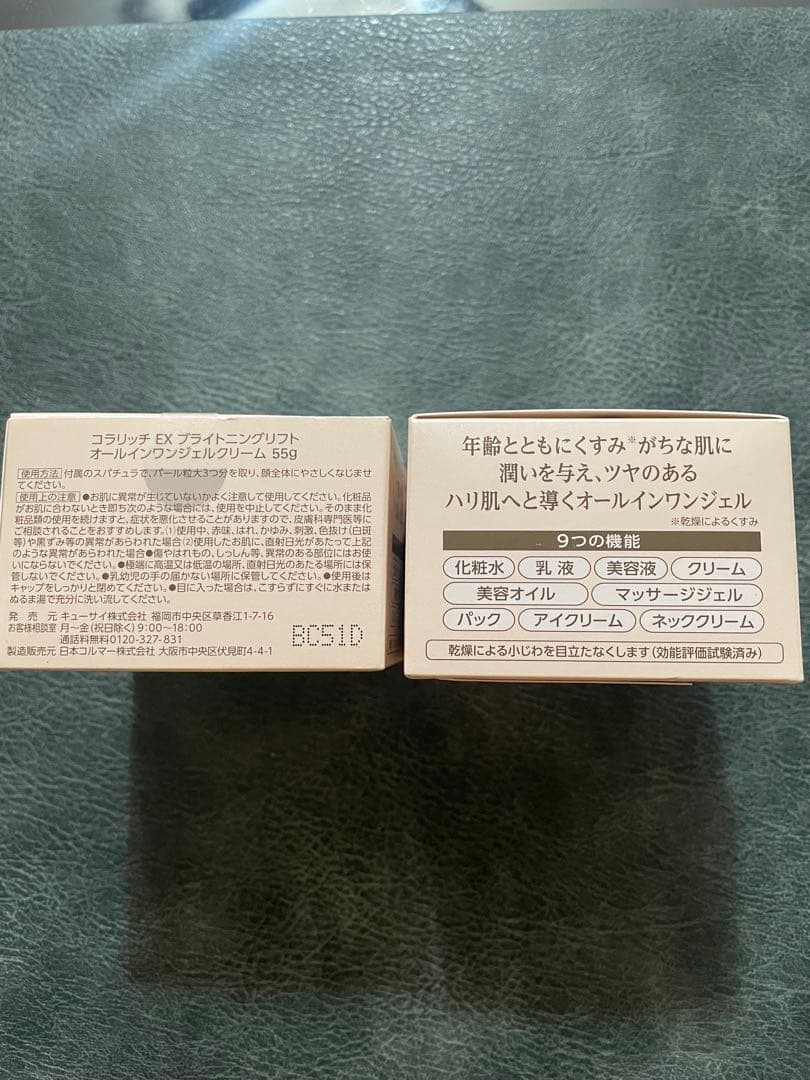 コラリッチ EX ブライトニングリフト
オールインワンジェルクリーム 55g
使用方法 付属のスパチュラで、パール粒大3つ分を取り、顔全体にやさしくなじませ
てください。
使用上の注意 ●お肌に異常が生じていないかよく注意して使用してください。化粧品
がお肌に合わないとき即ち次のような場合には、使用を中止してください。そのまま化
粧品類の使用を続けますと、症状を悪化させることがありますので、皮膚科専門医等に
ご相談されることをおすすめします。(1)使用中、赤味、はれ、かゆみ、刺激、色抜け(白斑
等)や黒ずみ等の異常があらわれた場合(2)使用したお肌に、直射日光があたって上記
のような異常があらわれた場合●傷やはれもの、しっしん等、異常のある部位にはお使
いにならないでください。●極端に高温又は低温の場所、直射日光のあたる場所には保
管しないでください。●乳幼児の手の届かない場所に保管してください。●使用後は
キャップをしっかりと閉めてください。●目に入った場合は、こすらずにすぐに水または
ぬるま湯で充分に洗い流してください。
発 売 元 キューサイ株式会社 福岡市中央区草香江1-7-16
お客様相談室 月～金(祝日除く)9:00～18:00
通話料無料0120-327-831
製造販売元 日本コルマー株式会社 大阪市中央区伏見町4-4-1
BC51D
年齢とともにくすみ※がちな肌に
潤いを与え、ツヤのある
ハリ肌へと導くオールインワンジェル
※乾燥によるくすみ
9つの機能
化粧水 乳液 美容液 クリーム
美容オイル マッサージジェル
パック アイクリーム ネッククリーム
乾燥による小じわを目立たなくします(効能評価試験済み)